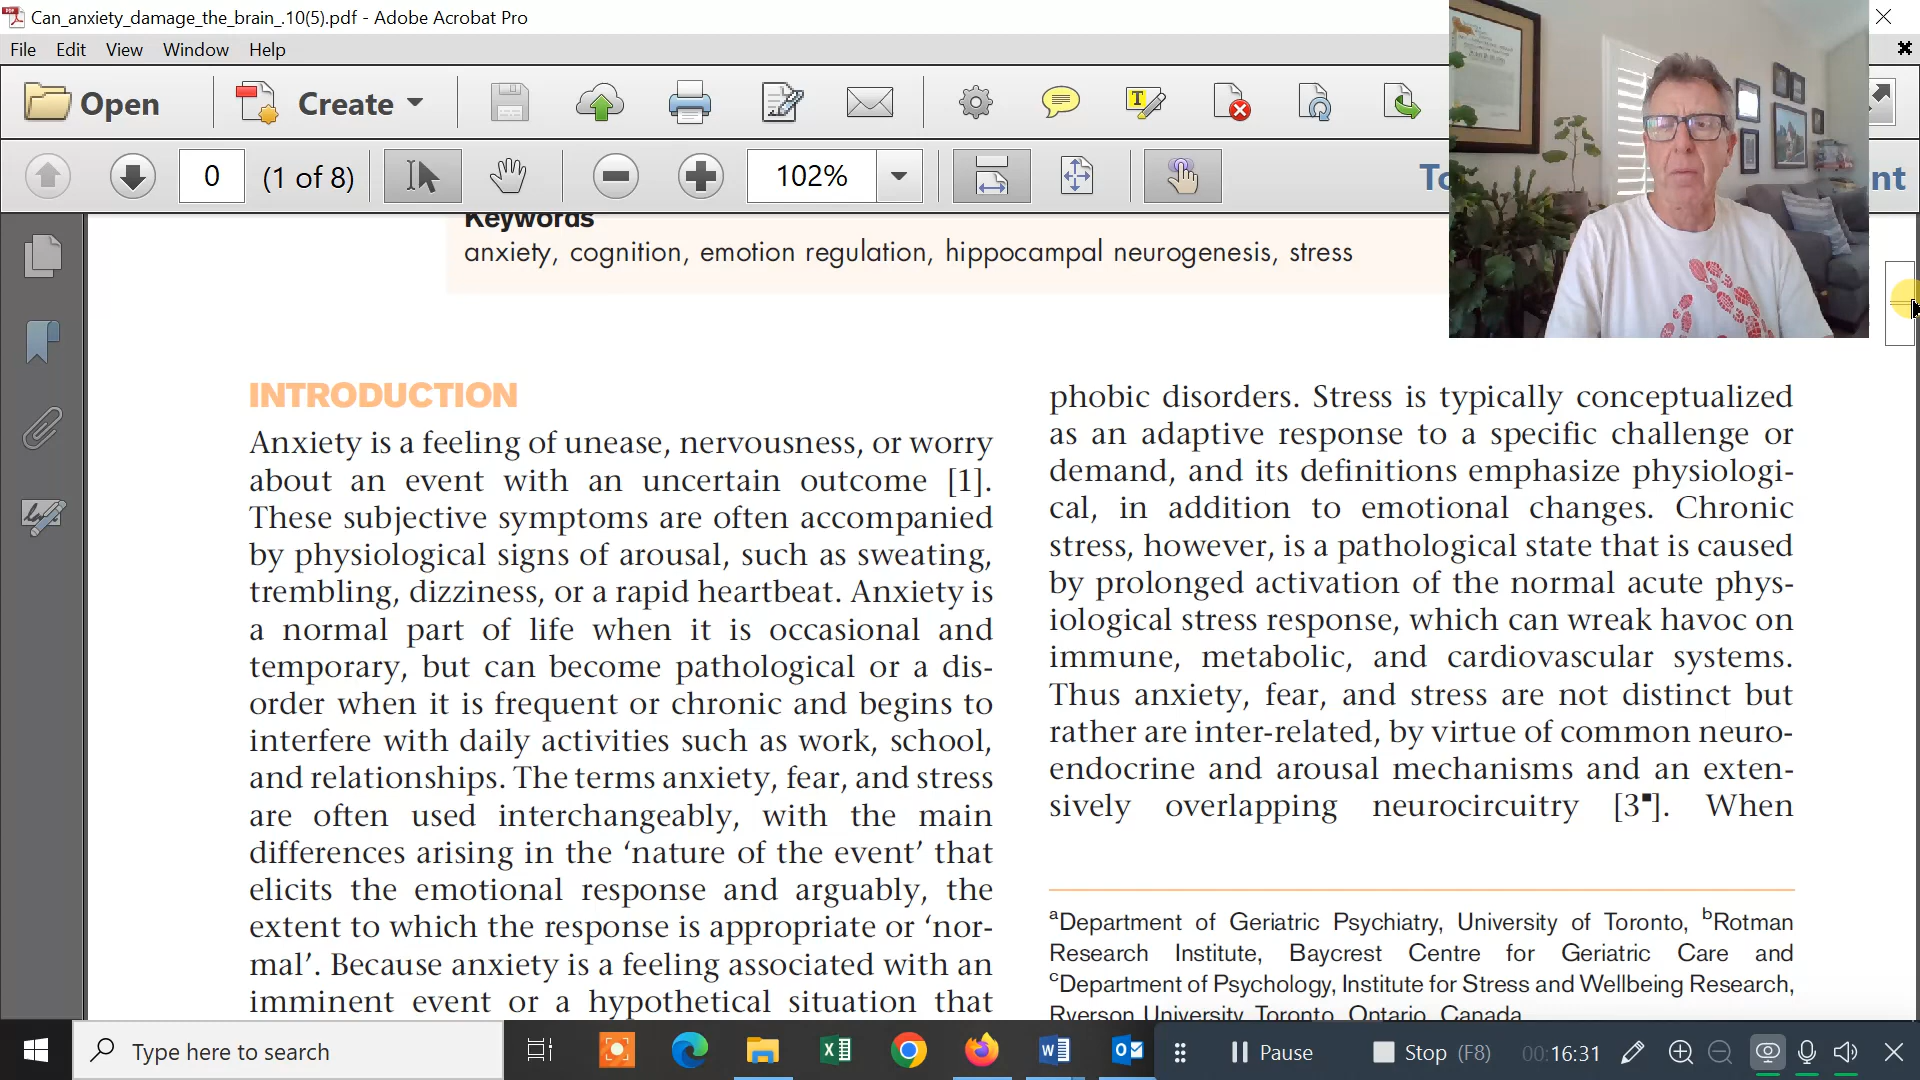 Can_anxiety_damage_the_brain_.10(5).pdf - Adobe Acrobat Pro
File Edit View Window Help
Open Create
0 (1 of 8) 102%
Keywords
anxiety, cognition, emotion regulation, hippocampal neurogenesis, stress
INTRODUCTION
Anxiety is a feeling of unease, nervousness, or worry
about an event with an uncertain outcome [1].
These subjective symptoms are often accompanied
by physiological signs of arousal, such as sweating,
trembling, dizziness, or a rapid heartbeat. Anxiety is
a normal part of life when it is occasional and
temporary, but can become pathological or a dis-
order when it is frequent or chronic and begins to
interfere with daily activities such as work, school,
and relationships. The terms anxiety, fear, and stress
are often used interchangeably, with the main
differences arising in the ‘nature of the event’ that
elicits the emotional response and arguably, the
extent to which the response is appropriate or ‘nor-
mal’. Because anxiety is a feeling associated with an
imminent event or a hypothetical situation that
phobic disorders. Stress is typically conceptualized
as an adaptive response to a specific challenge or
demand, and its definitions emphasize physiologi-
cal, in addition to emotional changes. Chronic
stress, however, is a pathological state that is caused
by prolonged activation of the normal acute phys-
iological stress response, which can wreak havoc on
immune, metabolic, and cardiovascular systems.
Thus anxiety, fear, and stress are not distinct but
rather are inter-related, by virtue of common neuro-
endocrine and arousal mechanisms and an exten-
sively overlapping neurocircuitry [3▪]. When
aDepartment of Geriatric Psychiatry, University of Toronto, bRotman
Research Institute, Baycrest Centre for Geriatric Care and
cDepartment of Psychology, Institute for Stress and Wellbeing Research,
Ryerson University, Toronto, Ontario, Canada
Type here to search
Pause Stop (F8) 00:16:31